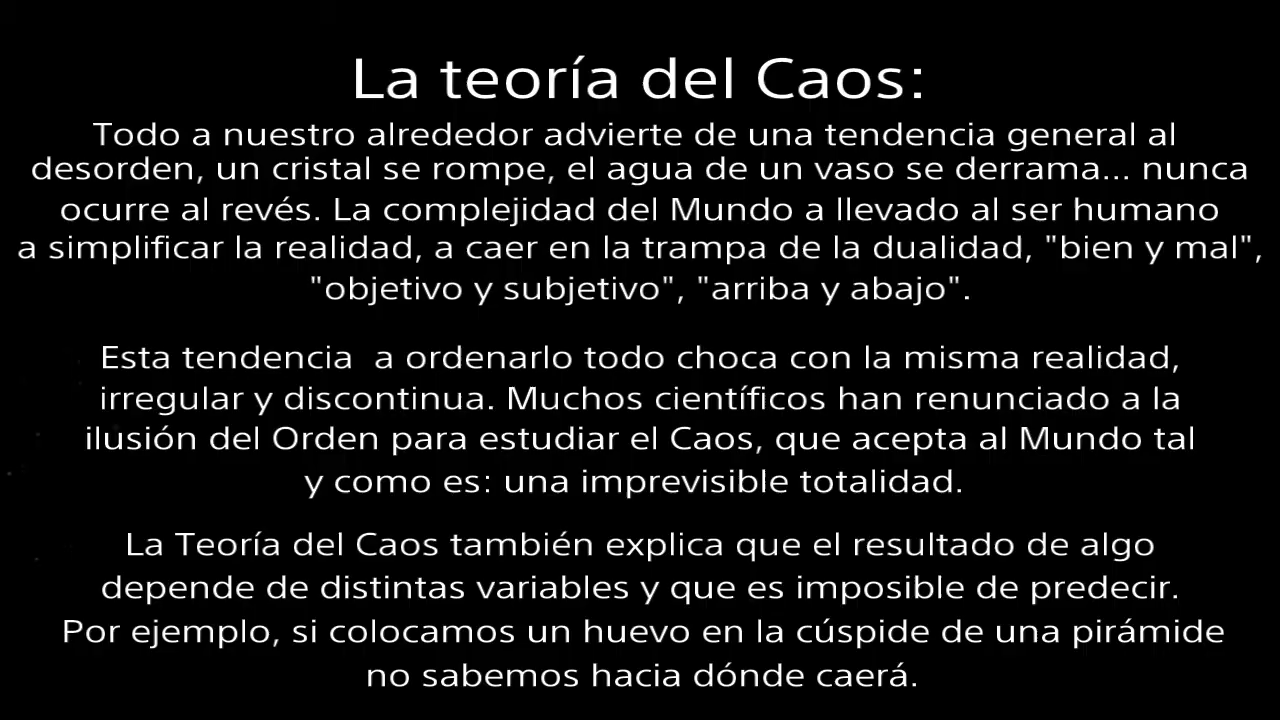 La teoría del Caos:
Todo a nuestro alrededor advierte de una tendencia general al
desorden, un cristal se rompe, el agua de un vaso se derrama... nunca
ocurre al revés. La complejidad del Mundo a llevado al ser humano
a simplificar la realidad, a caer en la trampa de la dualidad, "bien y mal",
"objetivo y subjetivo", "arriba y abajo".
Esta tendencia  a ordenarlo todo choca con la misma realidad,
irregular y discontinua. Muchos científicos han renunciado a la
ilusión del Orden para estudiar el Caos, que acepta al Mundo tal
y como es: una imprevisible totalidad.
La Teoría del Caos también explica que el resultado de algo
depende de distintas variables y que es imposible de predecir.
Por ejemplo, si colocamos un huevo en la cúspide de una pirámide
no sabemos hacia dónde caerá.